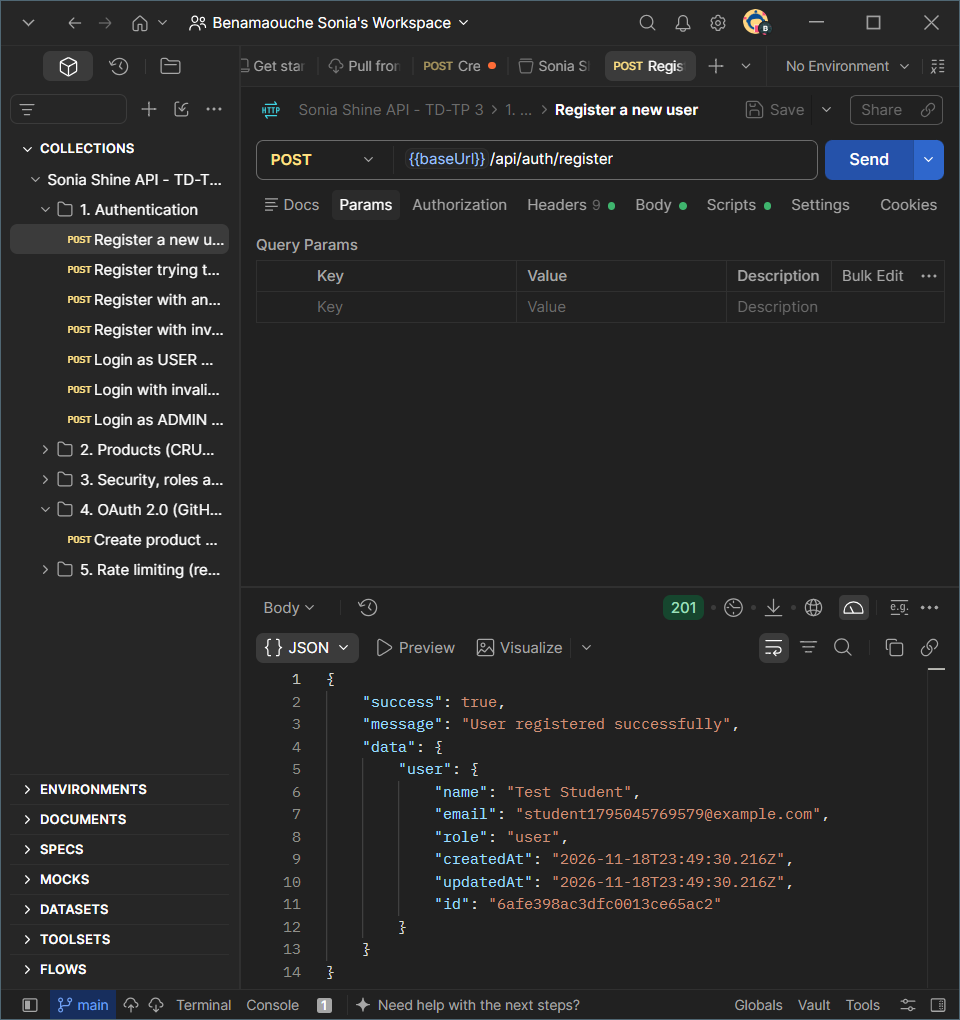 Benamaouche Sonia's Workspace
B
Get star
Pull fron
POST Cre
Sonia S
POST Regis
No Environment
HTTP
Sonia Shine API - TD-TP 3 > 1. ... > Register a new user
Save
Share
COLLECTIONS
Sonia Shine API - TD-T...
1. Authentication
POST Register a new u...
POST Register trying t...
POST Register with an...
POST Register with inv...
POST Login as USER ...
POST Login with invali...
POST Login as ADMIN ...
2. Products (CRU...
3. Security, roles a...
4. OAuth 2.0 (GitH...
POST Create product ...
5. Rate limiting (re...
ENVIRONMENTS
DOCUMENTS
SPECS
MOCKS
DATASETS
TOOLSETS
FLOWS
POST
{{baseUrl}} /api/auth/register
Send
Docs Params Authorization Headers 9 Body Scripts Settings Cookies
Query Params
Key Value Description Bulk Edit
Key Value Description
Body
201
e.g.
{ } JSON Preview Visualize
1 {
2 "success": true,
3 "message": "User registered successfully",
4 "data": {
5 "user": {
6 "name": "Test Student",
7 "email": "student1795045769579@example.com",
8 "role": "user",
9 "createdAt": "2026-11-18T23:49:30.216Z",
10 "updatedAt": "2026-11-18T23:49:30.216Z",
11 "id": "6afe398ac3dfc0013ce65ac2"
12 }
13 }
14 }
main
Terminal Console 1 Need help with the next steps? Globals Vault Tools